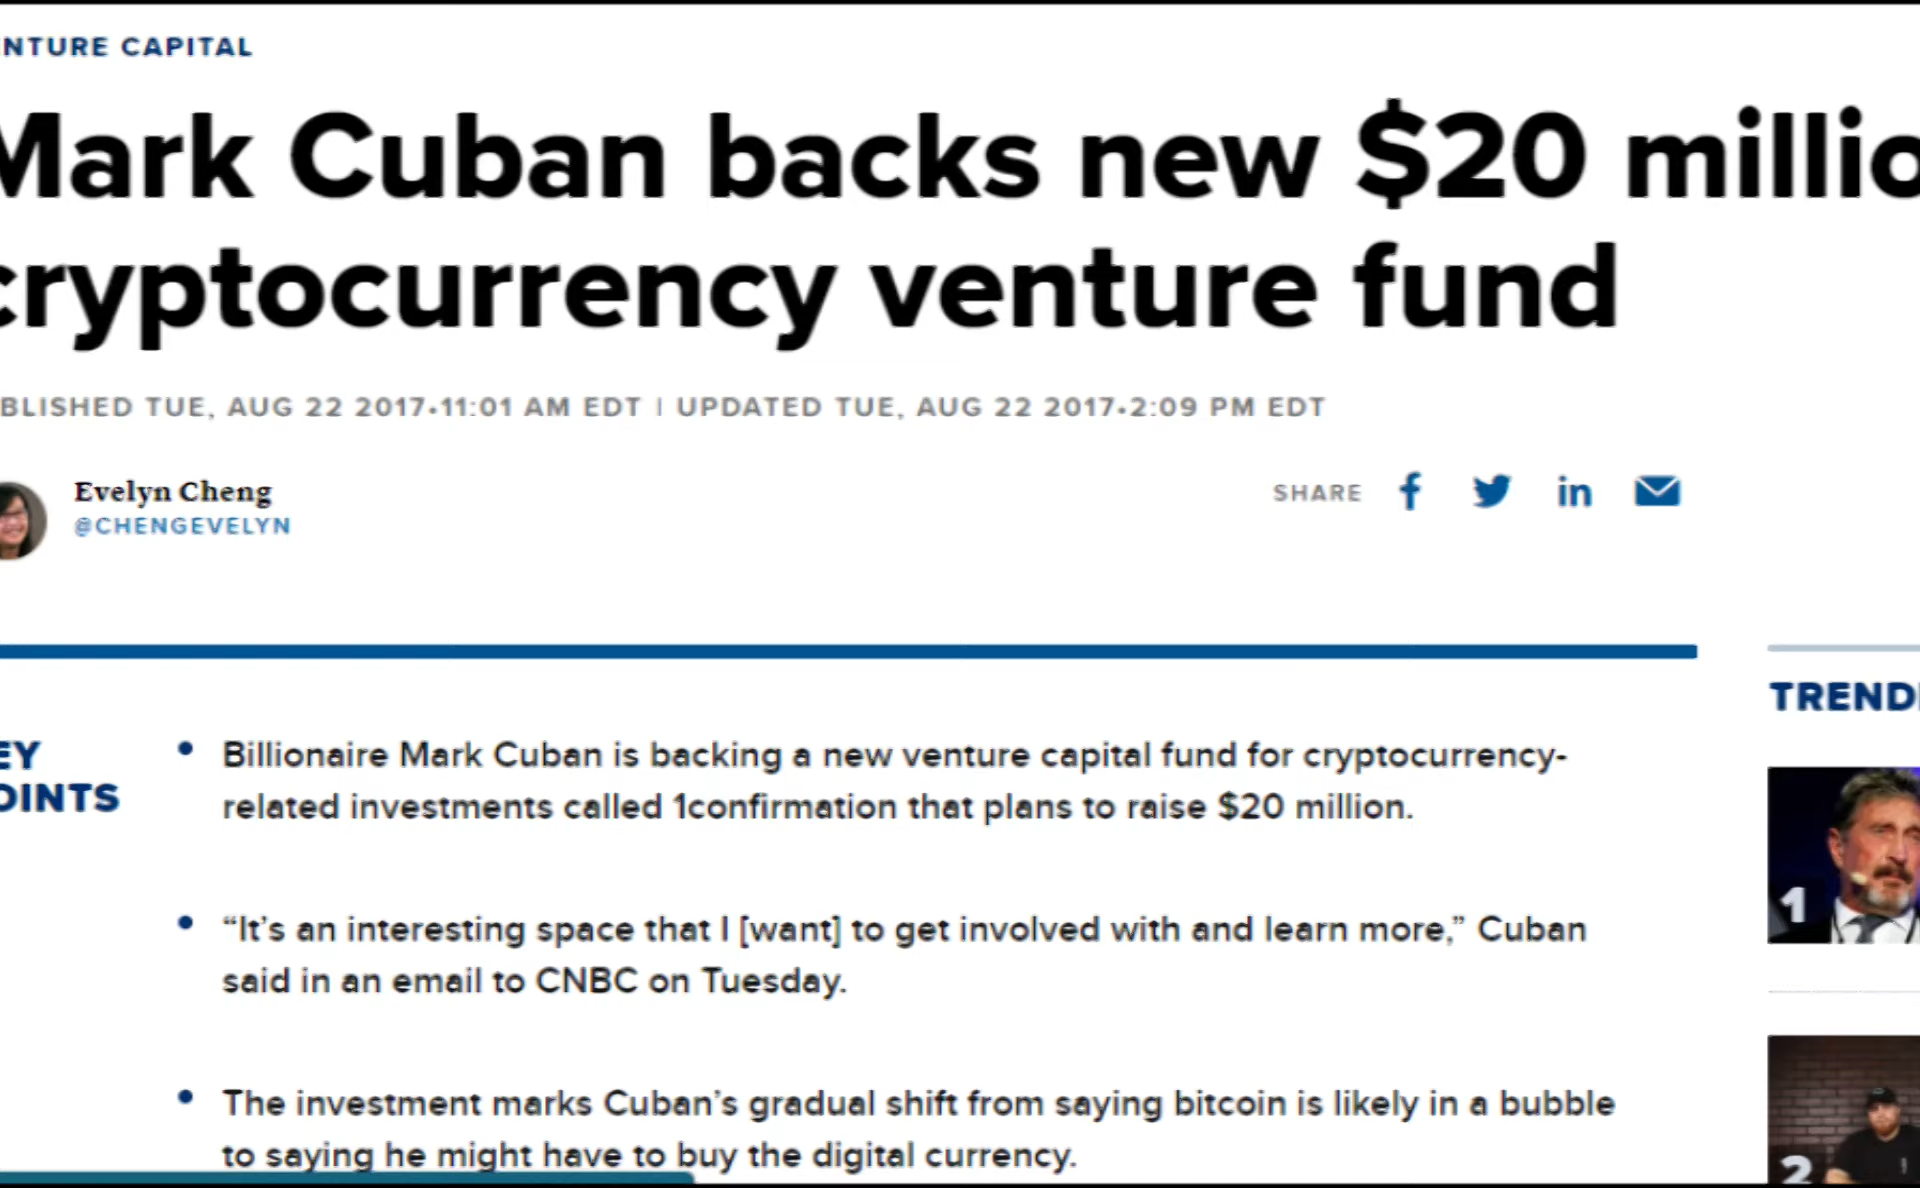 NTURE CAPITAL
Mark Cuban backs new $20 millio
cryptocurrency venture fund
BLISHED TUE, AUG 22 2017•11:01 AM EDT | UPDATED TUE, AUG 22 2017•2:09 PM EDT
Evelyn Cheng
@CHENGEVELYN
SHARE
EY
OINTS
• Billionaire Mark Cuban is backing a new venture capital fund for cryptocurrency-
related investments called 1confirmation that plans to raise $20 million.
• “It’s an interesting space that I [want] to get involved with and learn more,” Cuban
said in an email to CNBC on Tuesday.
• The investment marks Cuban’s gradual shift from saying bitcoin is likely in a bubble
to saying he might have to buy the digital currency.
TREND
1
2